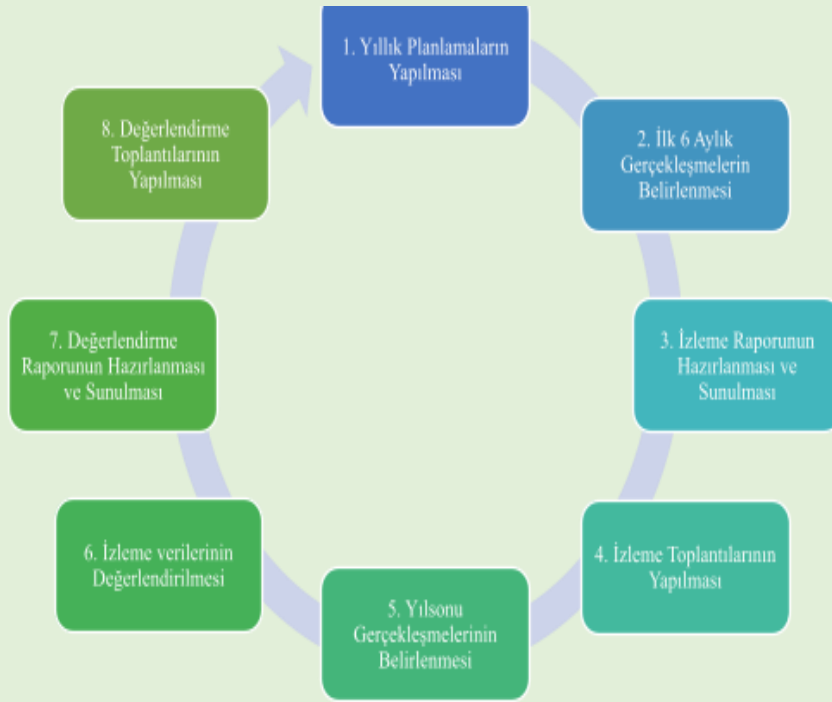 1. Yıllık Planlamaların
Yapılması
2. İlk 6 Aylık
Gerçekleşmelerin
Belirlenmesi
3. İzleme Raporunun
Hazırlanması ve
Sunulması
4. İzleme Toplantılarının
Yapılması
5. Yılsonu
Gerçekleşmelerinin
Belirlenmesi
6. İzleme verilerinin
Değerlendirilmesi
7. Değerlendirme
Raporunun Hazırlanması
ve Sunulması
8. Değerlendirme
Toplantılarının
Yapılması